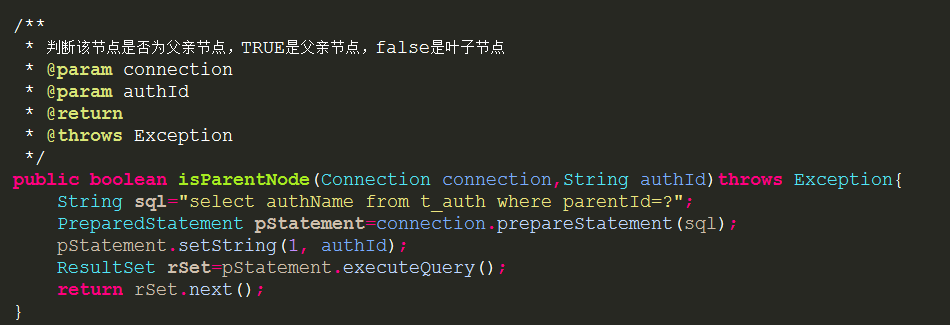 /**
 * 判断该节点是否为父亲节点，TRUE是父亲节点，false是叶子节点
 * @param connection
 * @param authId
 * @return
 * @throws Exception
 */
public boolean isParentNode(Connection connection,String authId)throws Exception{
    String sql="select authName from t_auth where parentId=?";
    PreparedStatement pStatement=connection.prepareStatement(sql);
    pStatement.setString(1, authId);
    ResultSet rSet=pStatement.executeQuery();
    return rSet.next();
}